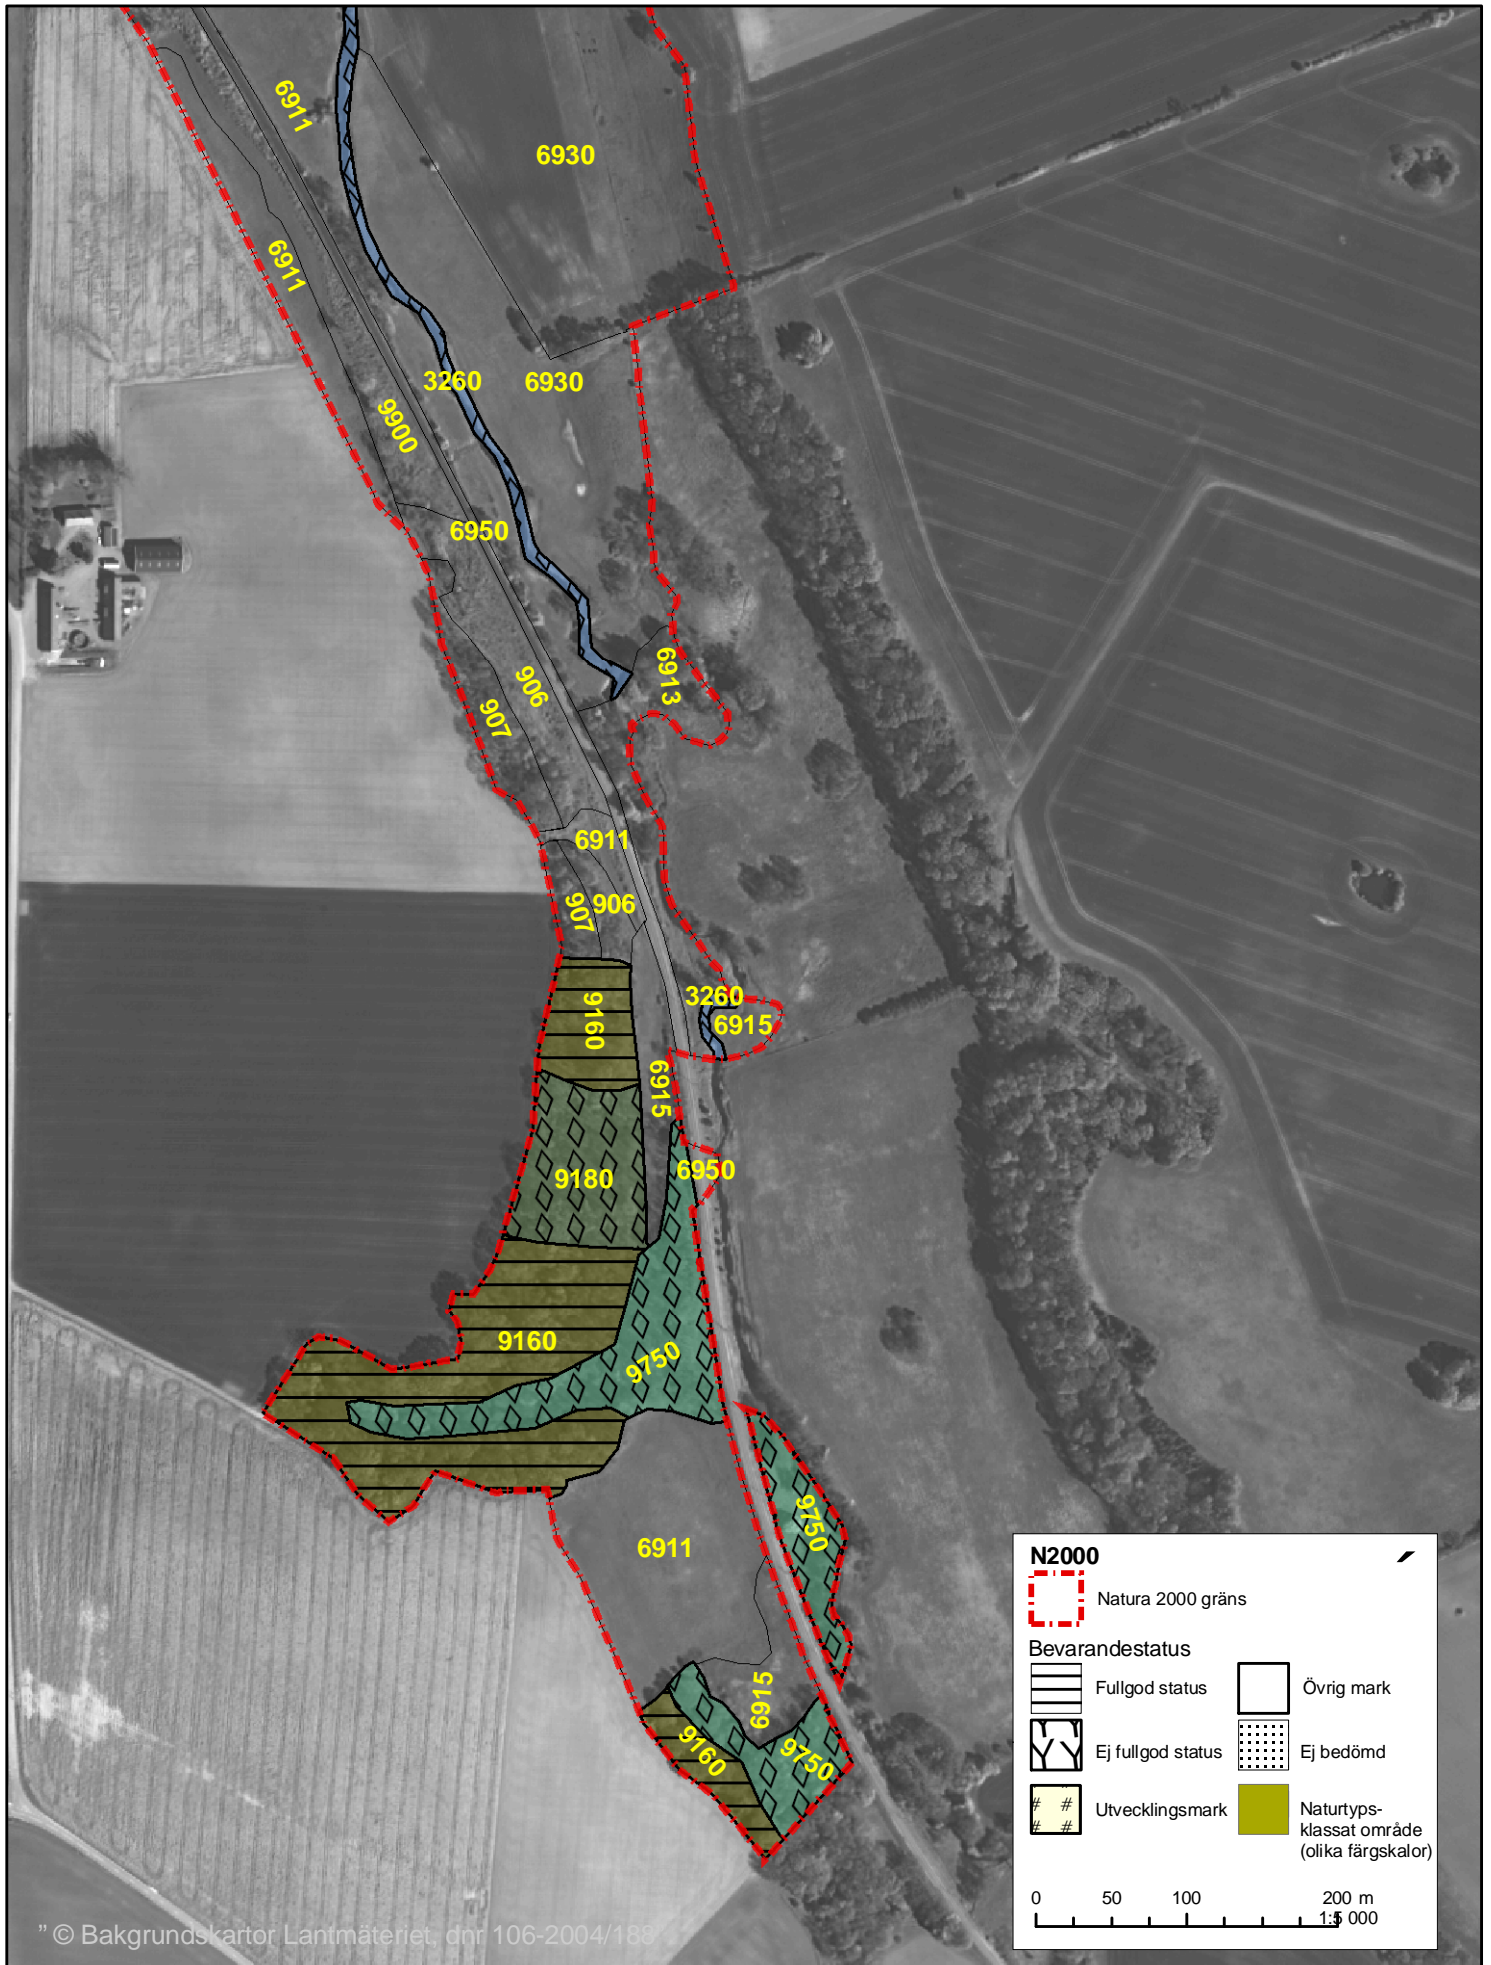 6911
6930
6911
3260
6930
9900
6950
6913
906
907
6911
906
907
3260
9160
6915
6915
9180
6950
9160
9750
9750
6911
6915
9160
9750
N2000
Natura 2000 gräns
Bevarandestatus
Fullgod status
Övrig mark
Ej fullgod status
Ej bedömd
Utvecklingsmark
Naturtyps-
klassat område
(olika färgskalor)
0 50 100 200 m
1:5 000
" © Bakgrundskartor Lantmäteriet, dnr 106-2004/188